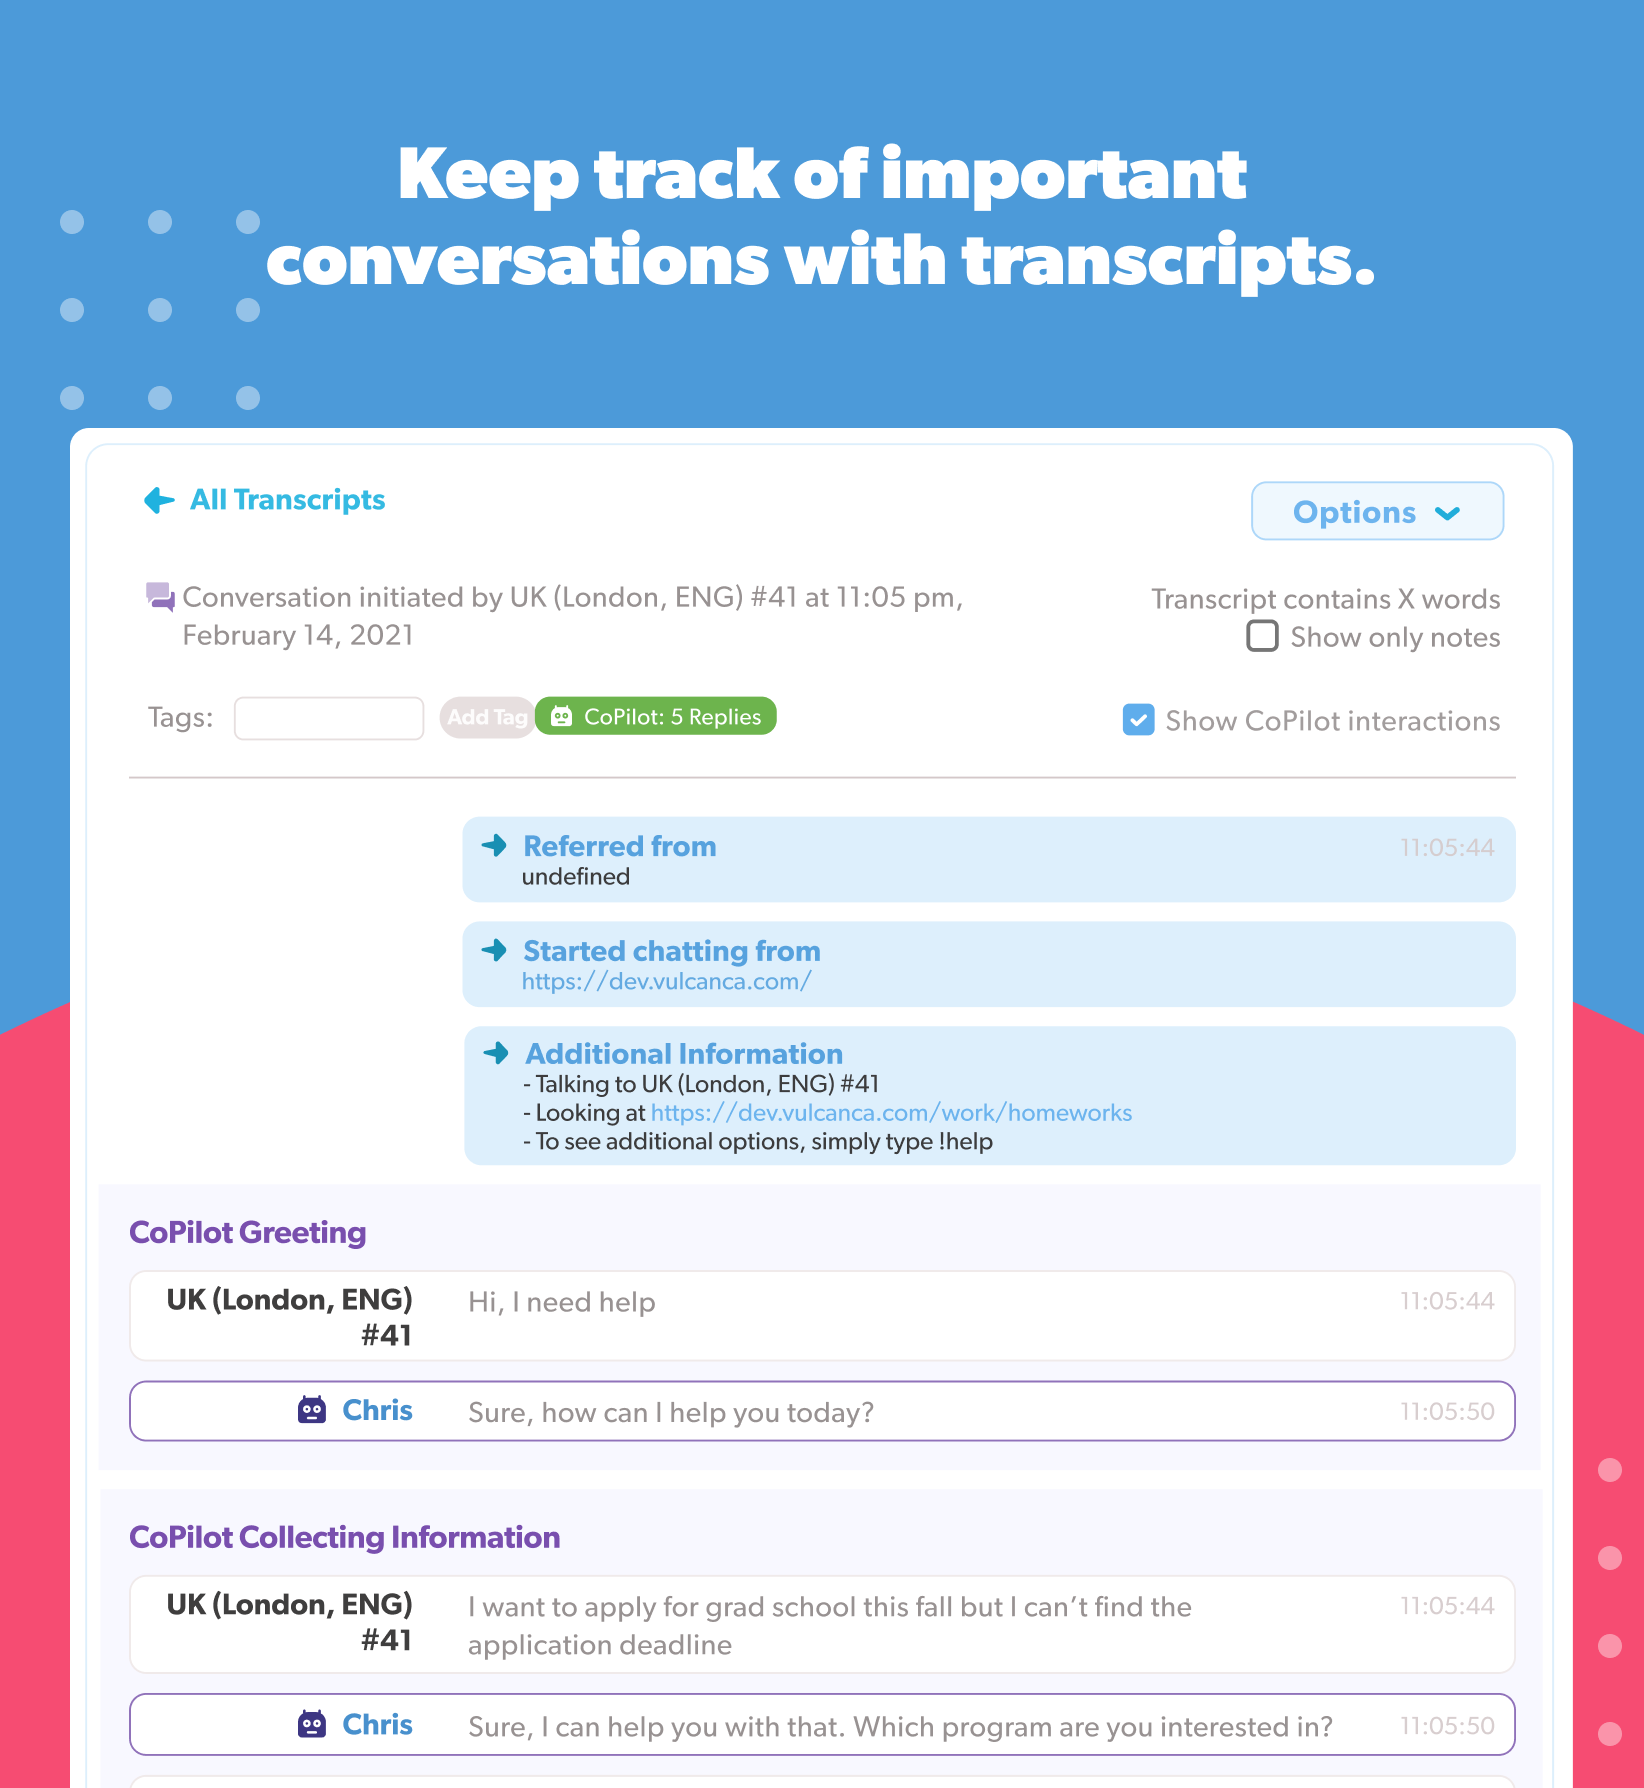 Keep track of important
conversations with transcripts.
All Transcripts
Options
Conversation initiated by UK (London, ENG) #41 at 11:05 pm,
February 14, 2021
Transcript contains X words
Show only notes
Tags:
Add Tag
CoPilot: 5 Replies
Show CoPilot interactions
Referred from
11:05:44
undefined
Started chatting from
https://dev.vulcanca.com/
Additional Information
- Talking to UK (London, ENG) #41
- Looking at https://dev.vulcanca.com/work/homeworks
- To see additional options, simply type !help
CoPilot Greeting
UK (London, ENG)
#41
Hi, I need help
11:05:44
Chris
Sure, how can I help you today?
11:05:50
CoPilot Collecting Information
UK (London, ENG)
#41
I want to apply for grad school this fall but I can’t find the
application deadline
11:05:44
Chris
Sure, I can help you with that. Which program are you interested in?
11:05:50